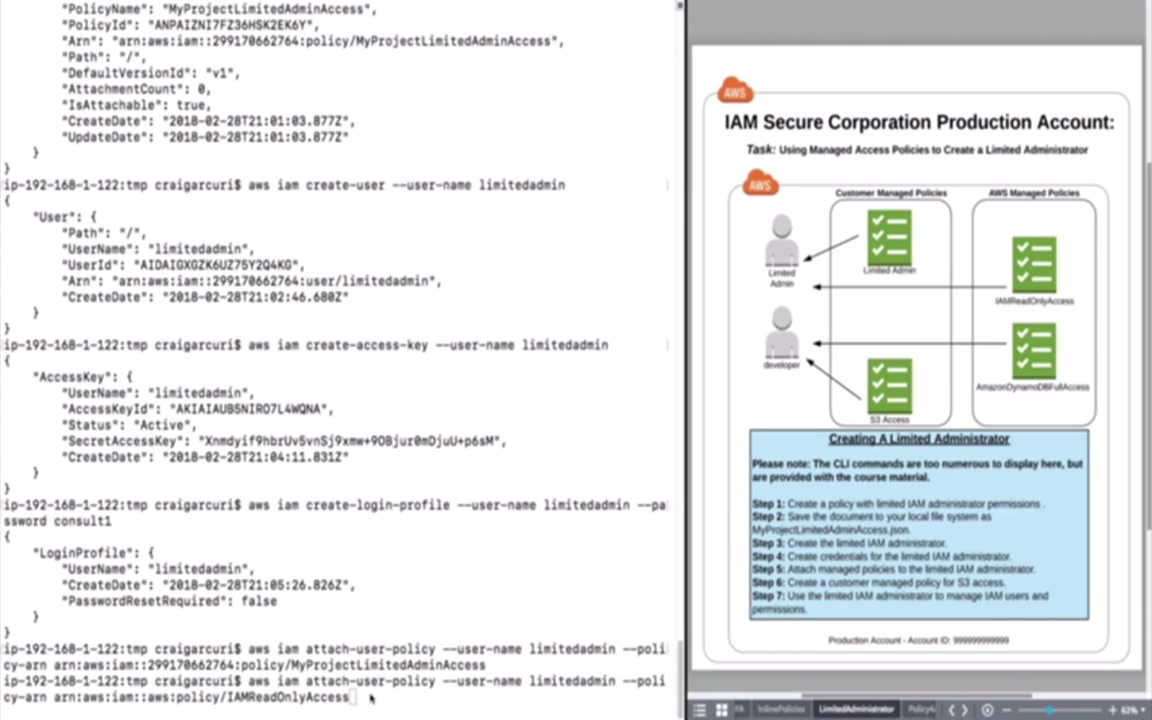 "PolicyName": "MyProjectLimitedAdminAccess",
"PolicyId": "ANPAIZNI7FZ36HSK2EK6Y",
"Arn": "arn:aws:iam::299170662764:policy/MyProjectLimitedAdminAccess",
"Path": "/",
"DefaultVersionId": "v1",
"AttachmentCount": 0,
"IsAttachable": true,
"CreateDate": "2018-02-28T21:01:03.877Z",
"UpdateDate": "2018-02-28T21:01:03.877Z"
}
}
ip-192-168-1-122:tmp craigarcuri$ aws iam create-user --user-name limitedadmin
{
"User": {
"Path": "/",
"UserName": "limitedadmin",
"UserId": "AIDAIGXGZK6UZ75Y2Q4KG",
"Arn": "arn:aws:iam::299170662764:user/limitedadmin",
"CreateDate": "2018-02-28T21:02:46.680Z"
}
}
ip-192-168-1-122:tmp craigarcuri$ aws iam create-access-key --user-name limitedadmin
{
"AccessKey": {
"UserName": "limitedadmin",
"AccessKeyId": "AKIAIAUB5NIRO7L4WQNA",
"Status": "Active",
"SecretAccessKey": "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",
"CreateDate": "2018-02-28T21:04:11.831Z"
}
}
ip-192-168-1-122:tmp craigarcuri$ aws iam create-login-profile --user-name limitedadmin --pa
ssword consult1
{
"LoginProfile": {
"UserName": "limitedadmin",
"CreateDate": "2018-02-28T21:05:26.826Z",
"PasswordResetRequired": false
}
}
ip-192-168-1-122:tmp craigarcuri$ aws iam attach-user-policy --user-name limitedadmin --poli
cy-arn arn:aws:iam::299170662764:policy/MyProjectLimitedAdminAccess
ip-192-168-1-122:tmp craigarcuri$ aws iam attach-user-policy --user-name limitedadmin --poli
cy-arn arn:aws:iam::aws:policy/IAMReadOnlyAccess
AWS
IAM Secure Corporation Production Account:
Task: Using Managed Access Policies to Create a Limited Administrator
AWS
Customer Managed Policies
AWS Managed Policies
Limited
Admin
Limited Admin
IAMReadOnlyAccess
developer
S3 Access
AmazonDynamoDBFullAccess
Creating A Limited Administrator
Please note: The CLI commands are too numerous to display here, but
are provided with the course material.
Step 1: Create a policy with limited IAM administrator permissions .
Step 2: Save the document to your local file system as
MyProjectLimitedAdminAccess.json.
Step 3: Create the limited IAM administrator.
Step 4: Create credentials for the limited IAM administrator.
Step 5: Attach managed policies to the limited IAM administrator.
Step 6: Create a customer managed policy for S3 access.
Step 7: Use the limited IAM administrator to manage IAM users and
permissions.
Production Account - Account ID: 999999999999
FA InlinePolicies LimitedAdministrator 82%